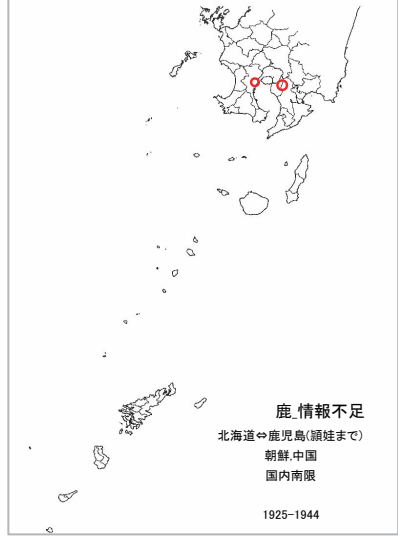 鹿_情報不足
北海道⇔鹿児島(頴娃まで)
朝鮮,中国
国内南限
1925-1944